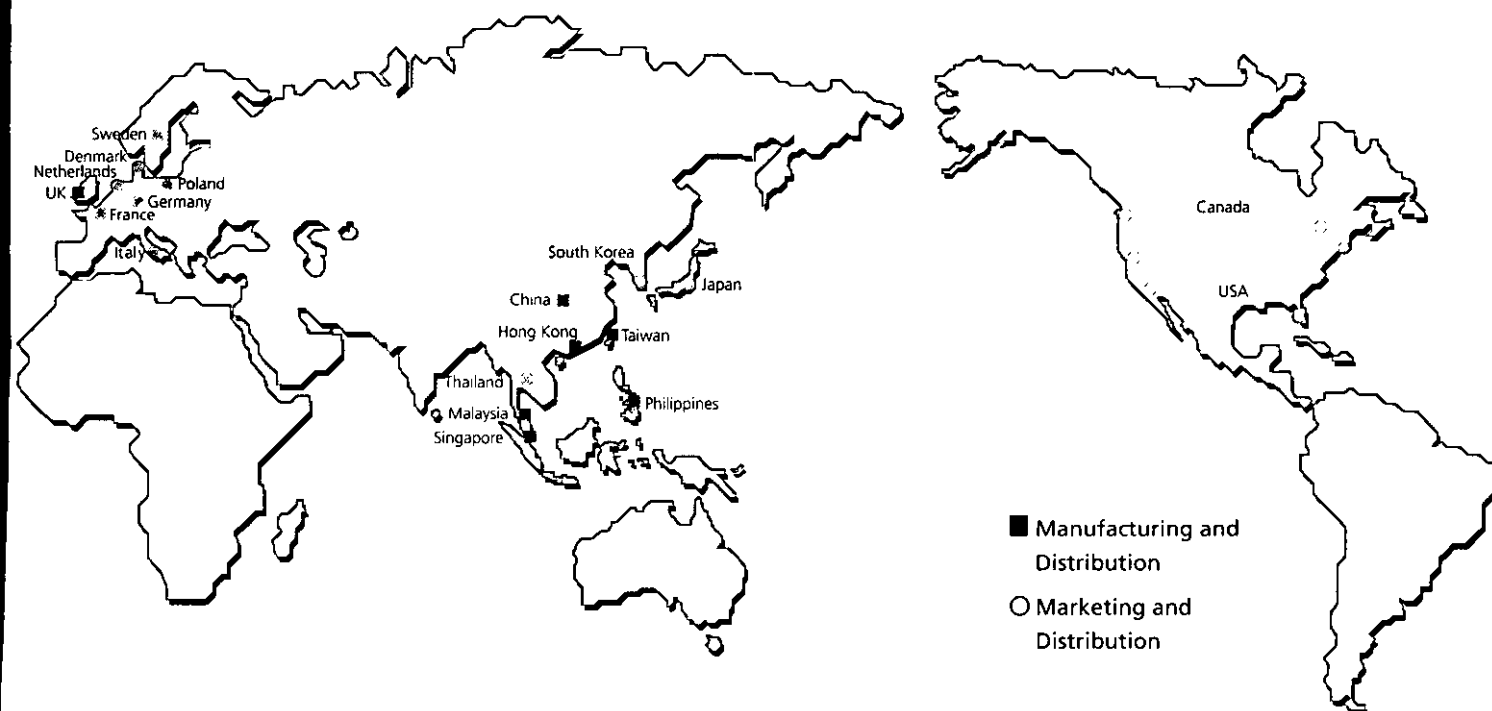 Sweden
Denmark
Netherlands
UK
Poland
Germany
France
Italy
Canada
South Korea
Japan
China
USA
Hong Kong
Taiwan
Thailand
Malaysia
Philippines
Singapore
Manufacturing and
Distribution
Marketing and
Distribution